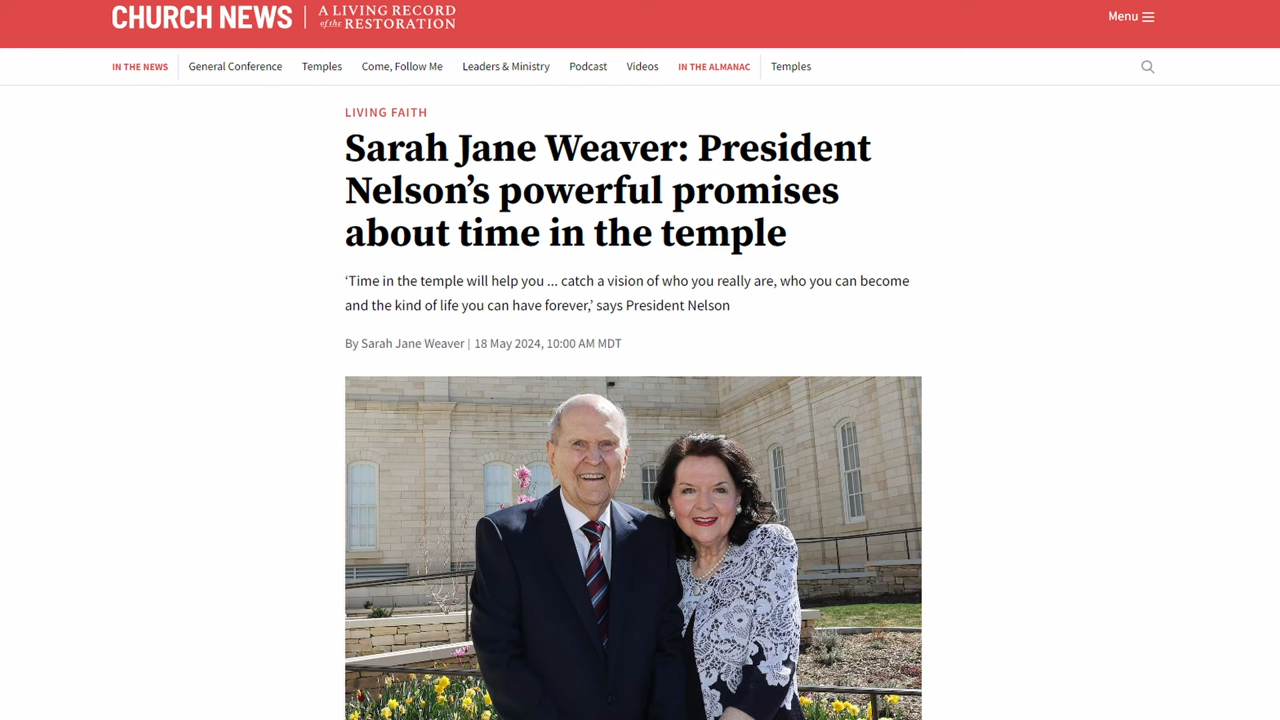 CHURCH NEWS
A LIVING RECORD
of the RESTORATION
Menu
IN THE NEWS General Conference Temples Come, Follow Me Leaders & Ministry Podcast Videos IN THE ALMANAC Temples
LIVING FAITH
Sarah Jane Weaver: President
Nelson’s powerful promises
about time in the temple
‘Time in the temple will help you ... catch a vision of who you really are, who you can become
and the kind of life you can have forever,’ says President Nelson
By Sarah Jane Weaver | 18 May 2024, 10:00 AM MDT